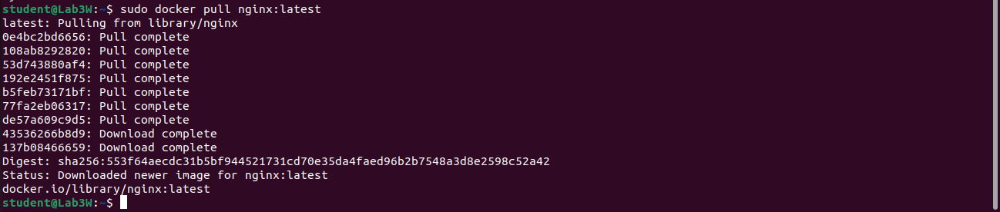 student@Lab3W:~$ sudo docker pull nginx:latest
latest: Pulling from library/nginx
0e4bc2bd6656: Pull complete
108ab8292820: Pull complete
53d743880af4: Pull complete
192e2451f875: Pull complete
b5feb73171bf: Pull complete
77fa2eb06317: Pull complete
de57a609c9d5: Pull complete
43536266b8d9: Download complete
137b08466659: Download complete
Digest: sha256:553f64aecdc31b5bf944521731cd70e35da4faed96b2b7548a3d8e2598c52a42
Status: Downloaded newer image for nginx:latest
docker.io/library/nginx:latest
student@Lab3W:~$